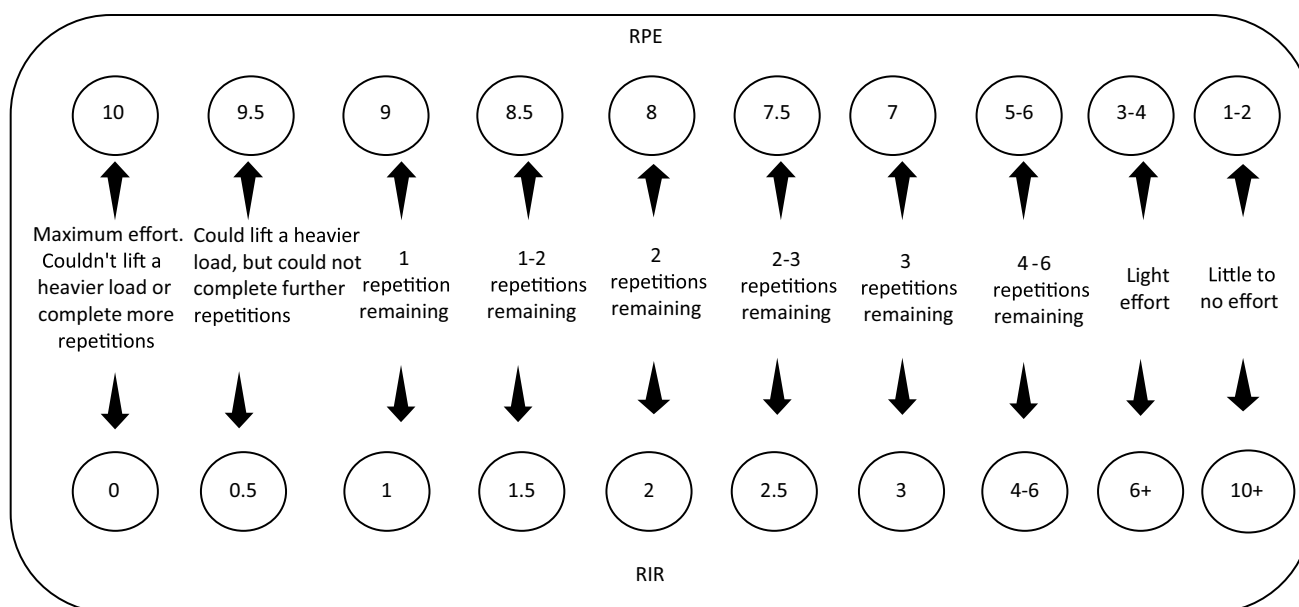 RPE
10
9.5
9
8.5
8
7.5
7
5-6
3-4
1-2
Maximum effort.
Couldn't lift a
heavier load or
complete more
repetitions
Could lift a heavier
load, but could not
complete further
repetitions
1
repetition
remaining
1-2
repetitions
remaining
2
repetitions
remaining
2-3
repetitions
remaining
3
repetitions
remaining
4-6
repetitions
remaining
Light
effort
Little to
no effort
0
0.5
1
1.5
2
2.5
3
4-6
6+
10+
RIR